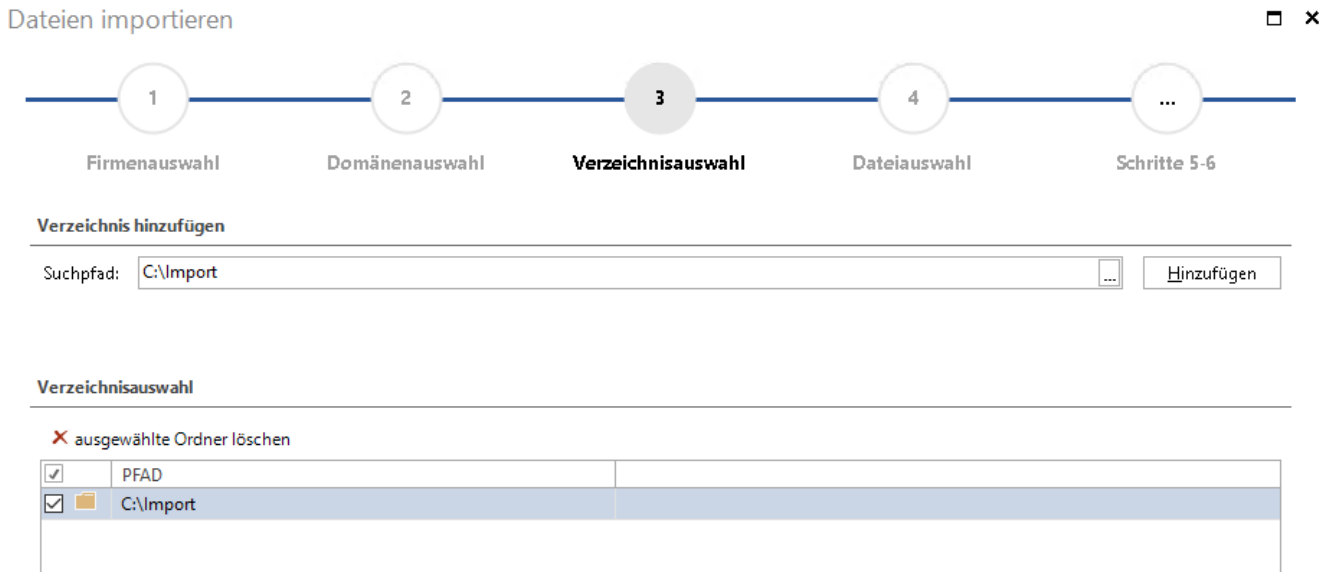 Dateien importieren
1 2 3 4 ...
Firmenauswahl Domänenauswahl Verzeichnisauswahl Dateiauswahl Schritte 5-6
Verzeichnis hinzufügen
Suchpfad: C:\Import ... Hinzufügen
Verzeichnisauswahl
ausgewählte Ordner löschen
PFAD
C:\Import